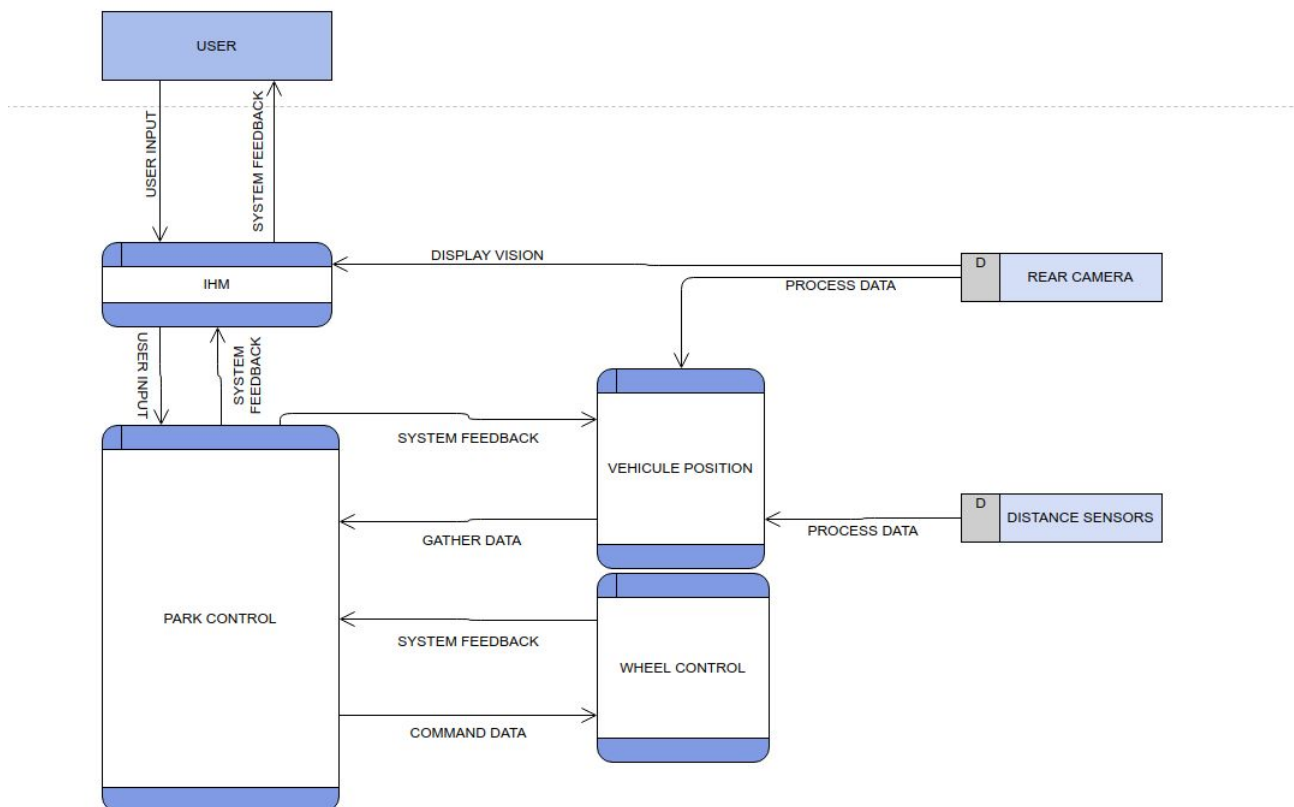 USER
USER INPUT
SYSTEM FEEDBACK
DISPLAY VISION
D
REAR CAMERA
IHM
PROCESS DATA
USER INPUT
SYSTEM
FEEDBACK
SYSTEM FEEDBACK
VEHICULE POSITION
D
DISTANCE SENSORS
GATHER DATA
PROCESS DATA
PARK CONTROL
SYSTEM FEEDBACK
WHEEL CONTROL
COMMAND DATA